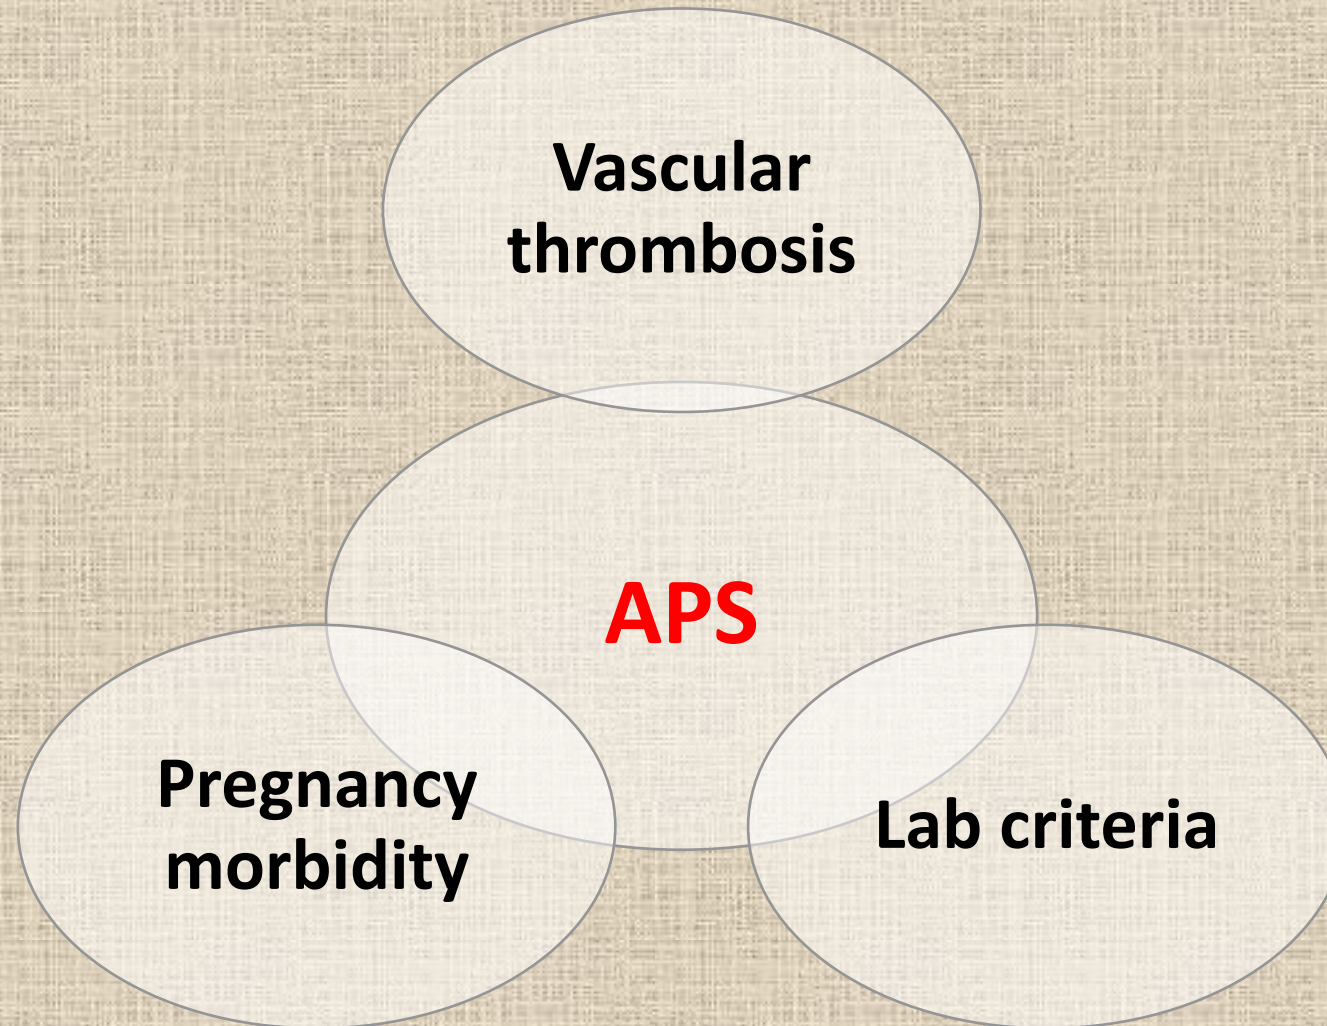 Vascular
thrombosis
APS
Pregnancy
morbidity
Lab criteria